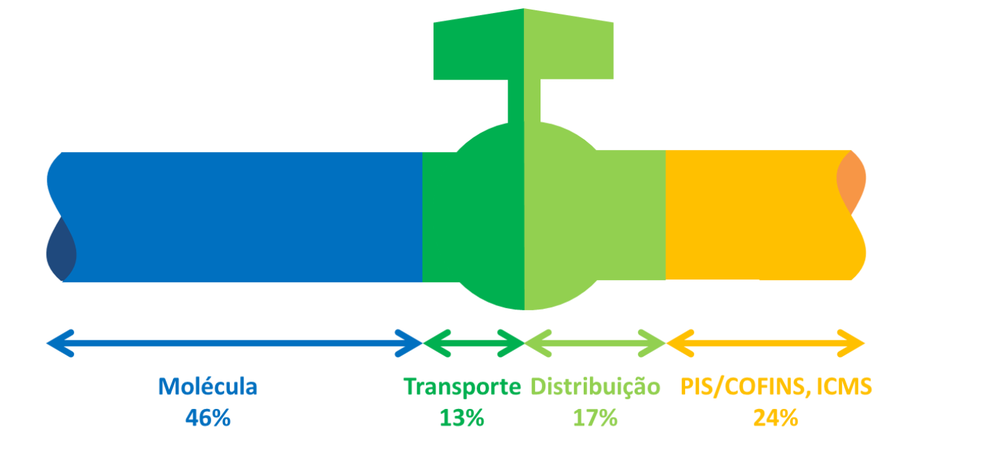 Molécula
46%
Transporte
13%
Distribuição
17%
PIS/COFINS, ICMS
24%